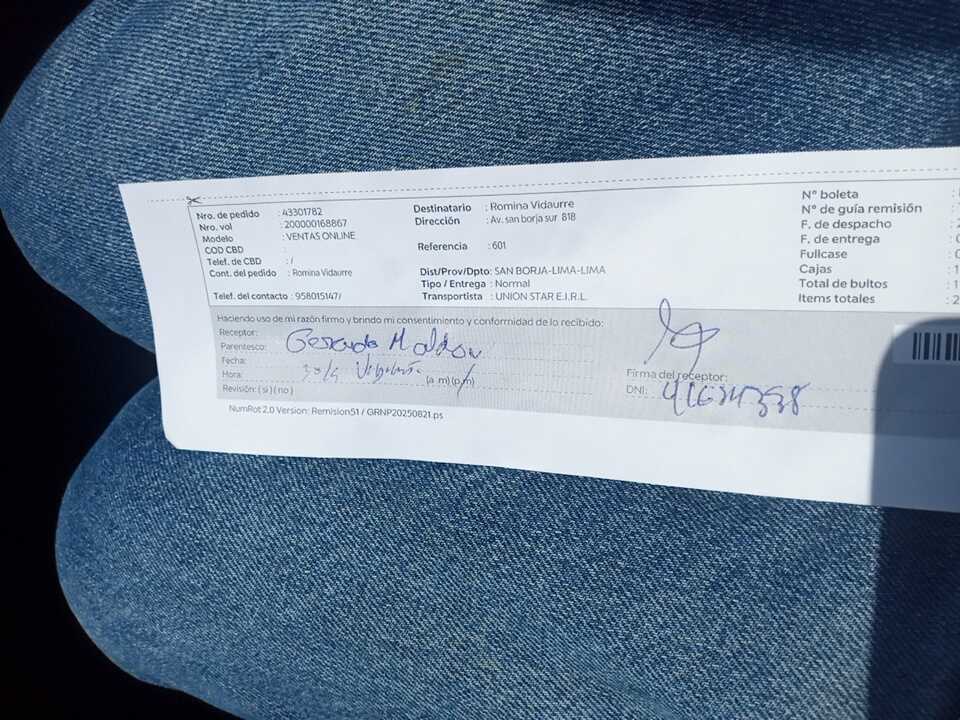 Nro. de pedido : 43301782
Nro. vol : 200000168867
Modelo : VENTAS ONLINE
COD CBD :
Telef. de CBD : /
Cont. del pedido : Romina Vidaurre
Telef. del contacto : 958015147/
Destinatario : Romina Vidaurre
Dirección : Av. san borja sur 818
Referencia : 601
Dist/Prov/Dpto: SAN BORJA-LIMA-LIMA
Tipo / Entrega : Normal
Transportista : UNION STAR E.I.R.L.
N° boleta
N° de guía remisión :
F. de despacho : 2
F. de entrega
Fullcase
Cajas : 1
Total de bultos : 1
Items totales : 2
Haciendo uso de mi razón firmo y brindo mi consentimiento y conformidad de lo recibido:
Receptor:
Parentesco:
Fecha:
Hora: (a m)(p m)
Revisión: ( si ) ( no )
Firma del receptor:
DNI:
NumRot 2.0 Version: Remision51 / GRNP20250821.ps